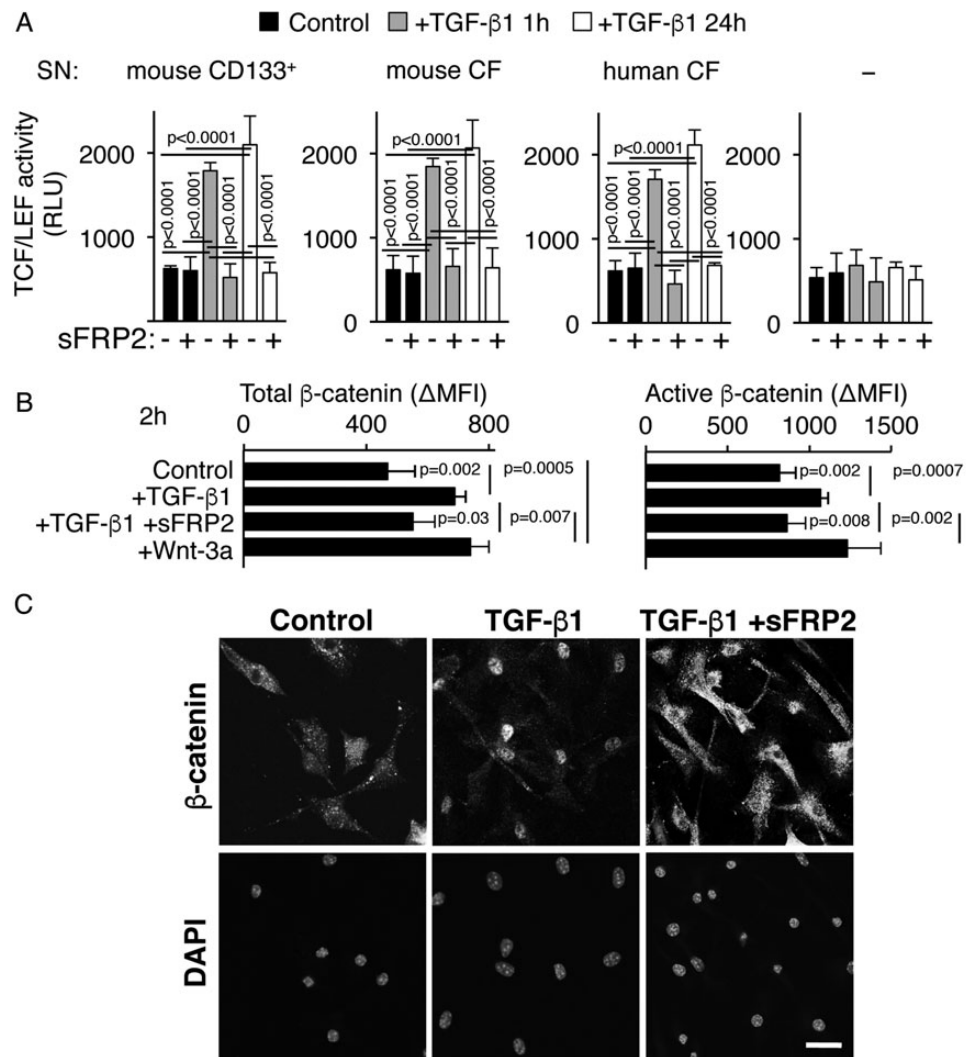 A
Control +TGF-β1 1h +TGF-β1 24h
SN: mouse CD133+ mouse CF human CF –
TCF/LEF activity
(RLU)
2000
1000
p<0.0001
p<0.0001
p<0.0001
p<0.0001
p<0.0001
2000
1000
0
p<0.0001
p<0.0001
p<0.0001
p<0.0001
p<0.0001
2000
1000
0
p<0.0001
p<0.0001
p<0.0001
p<0.0001
p<0.0001
2000
1000
0
sFRP2: - + - + - + - + - + - + - + - + - + - + - + - +
B
2h
Total β-catenin (ΔMFI)
0 400 800
Control
+TGF-β1
+TGF-β1 +sFRP2
+Wnt-3a
p=0.002 p=0.0005
p=0.03 p=0.007
Active β-catenin (ΔMFI)
0 500 1000 1500
p=0.002 p=0.0007
p=0.008 p=0.002
C
Control TGF-β1 TGF-β1 +sFRP2
β-catenin
DAPI